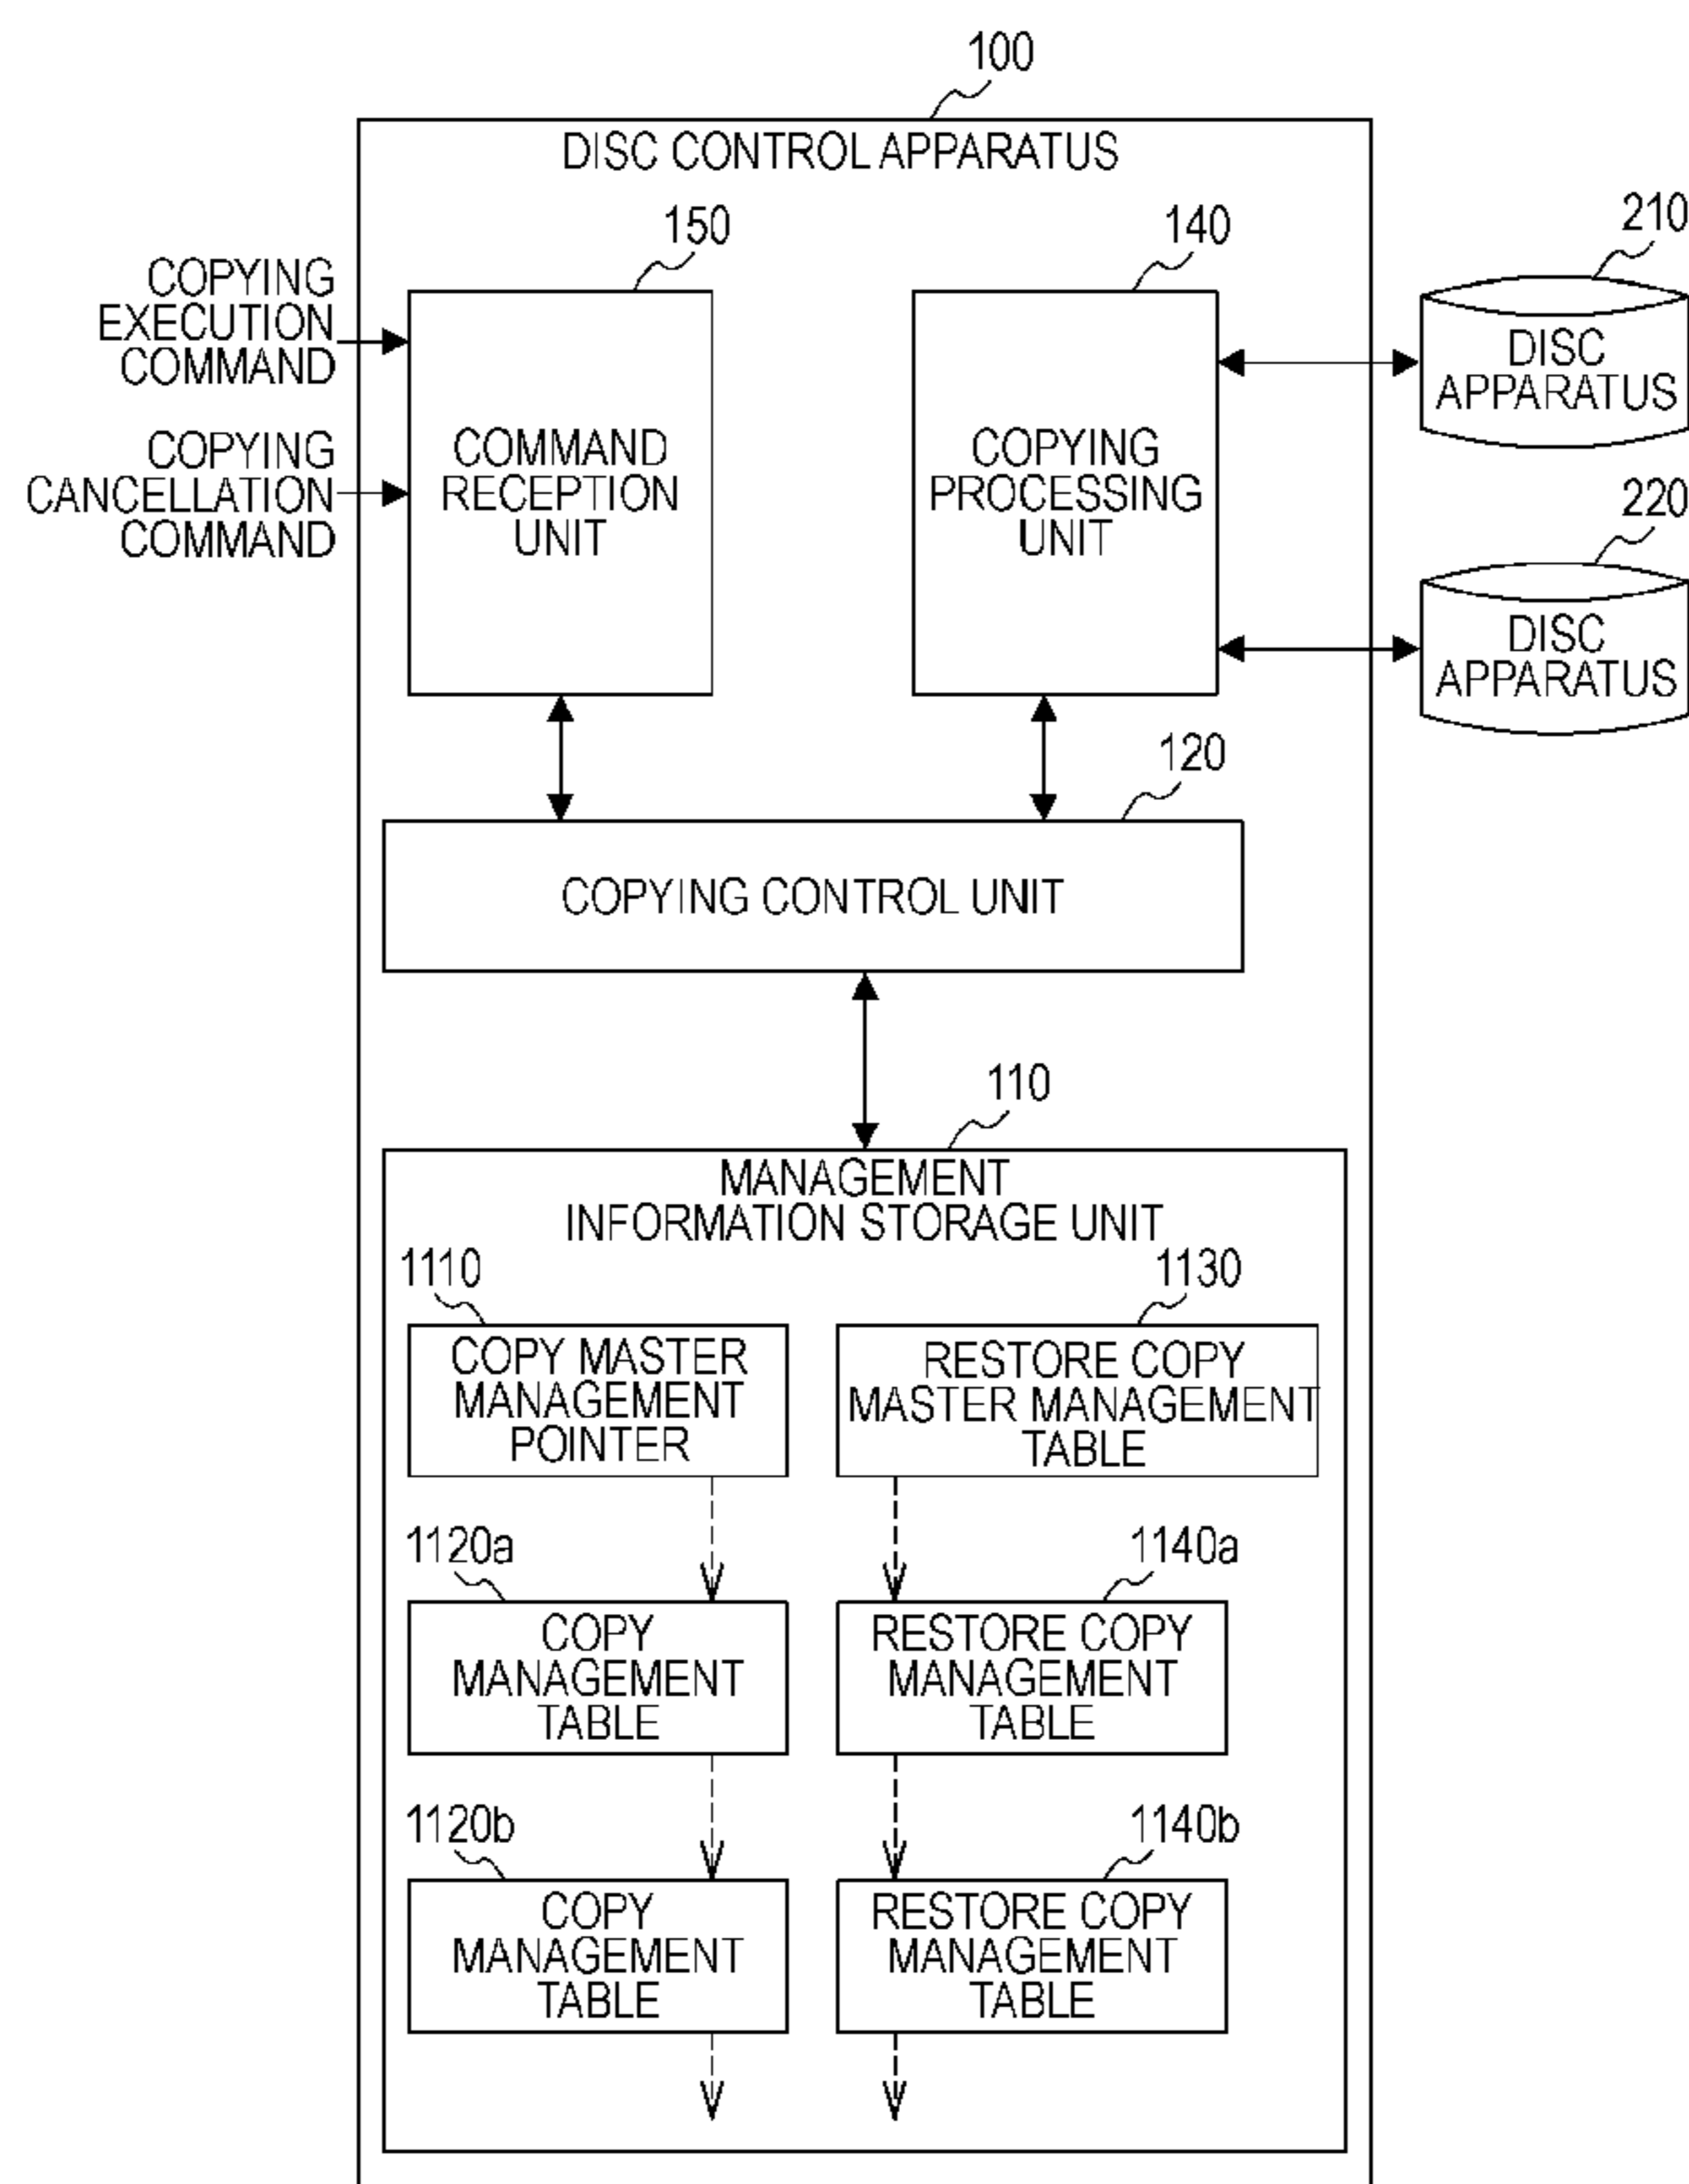 100
DISC CONTROL APPARATUS
150
140
210
COPYING
EXECUTION
COMMAND
COPYING
CANCELLATION
COMMAND
COMMAND
RECEPTION
UNIT
COPYING
PROCESSING
UNIT
DISC
APPARATUS
220
DISC
APPARATUS
120
COPYING CONTROL UNIT
110
MANAGEMENT
INFORMATION STORAGE UNIT
1110
1130
COPY MASTER
MANAGEMENT
POINTER
RESTORE COPY
MASTER MANAGEMENT
TABLE
1120a
1140a
COPY
MANAGEMENT
TABLE
RESTORE COPY
MANAGEMENT
TABLE
1120b
1140b
COPY
MANAGEMENT
TABLE
RESTORE COPY
MANAGEMENT
TABLE